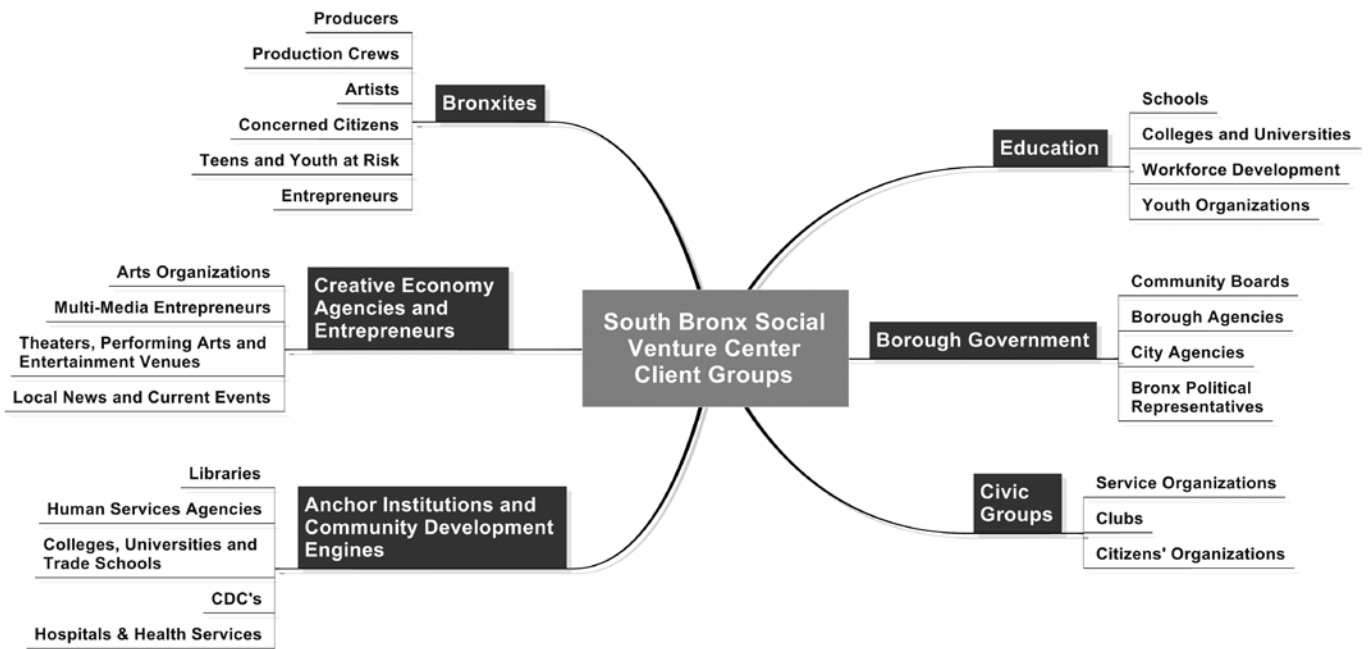 Producers
Production Crews
Artists
Concerned Citizens
Teens and Youth at Risk
Entrepreneurs
Bronxites
Arts Organizations
Multi-Media Entrepreneurs
Theaters, Performing Arts and
Entertainment Venues
Local News and Current Events
Creative Economy
Agencies and
Entrepreneurs
Libraries
Human Services Agencies
Colleges, Universities and
Trade Schools
CDC's
Hospitals & Health Services
Anchor Institutions and
Community Development
Engines
South Bronx Social
Venture Center
Client Groups
Education
Schools
Colleges and Universities
Workforce Development
Youth Organizations
Borough Government
Community Boards
Borough Agencies
City Agencies
Bronx Political
Representatives
Civic
Groups
Service Organizations
Clubs
Citizens' Organizations